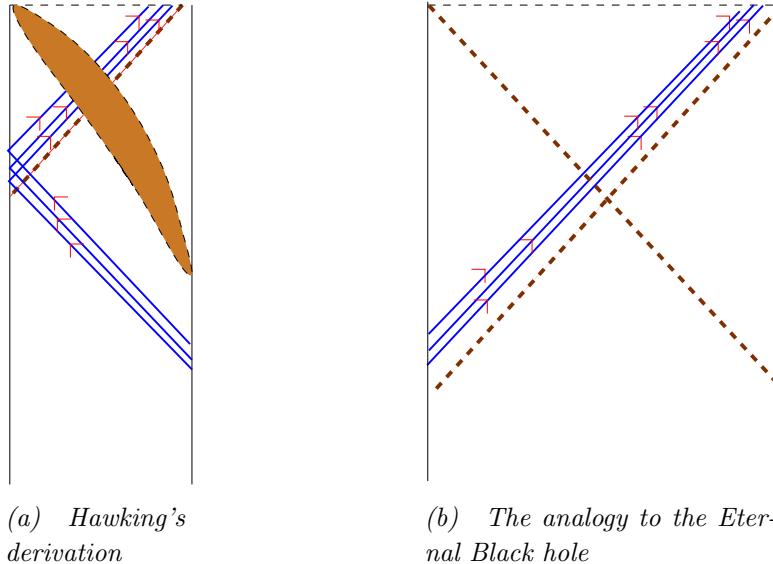 (a) Hawking's
derivation
(b) The analogy to the Eter-
nal Black hole